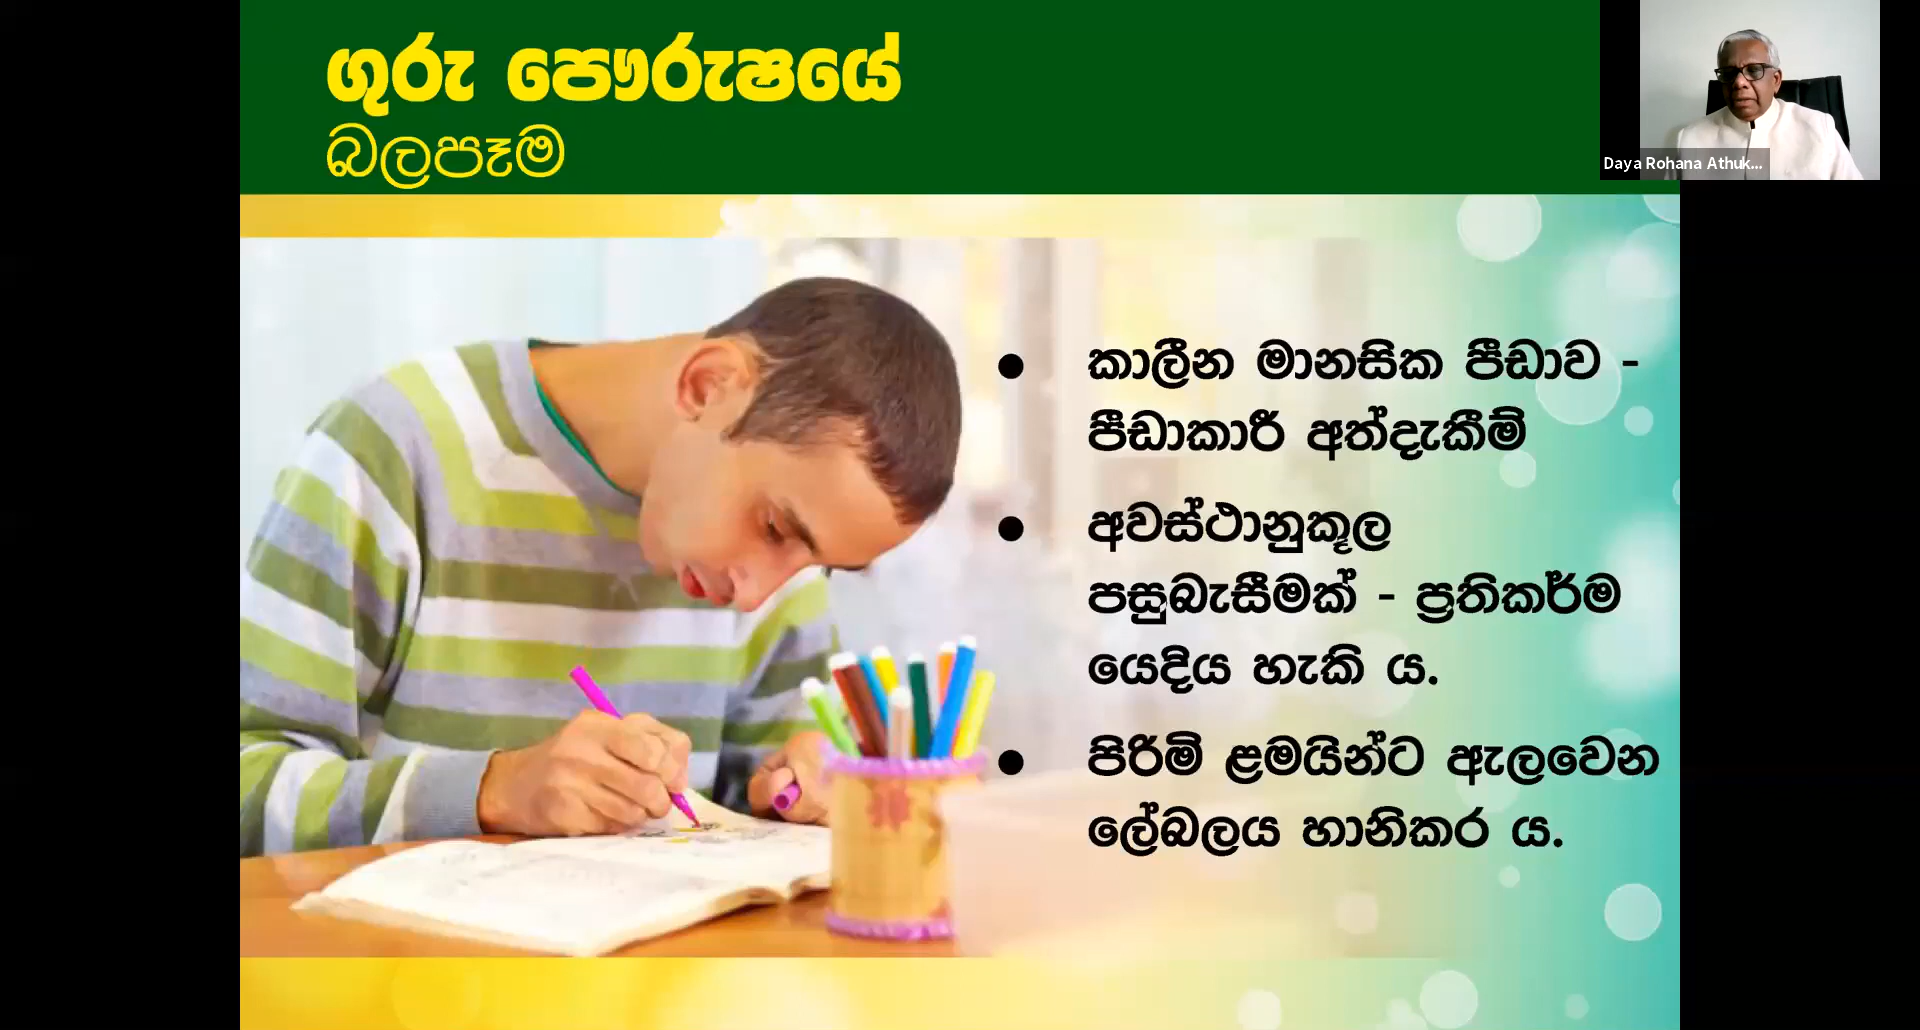 ගුරු පෞරුෂයේ
බලපෑම
Daya Rohana Athuk...
● කාලීන මානසික පීඩාව -
පීඩාකාරී අත්දැකීම්
● අවස්ථානුකූල
පසුබැසීමක් - ප්‍රතිකර්ම
යෙදිය හැකි ය.
● පිරිමි ළමයින්ට ඇලවෙන
ලේබලය හානිකර ය.